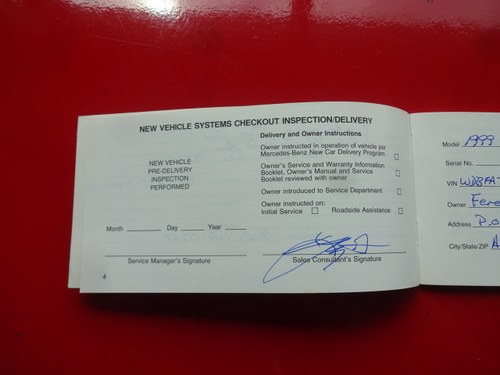 NEW VEHICLE SYSTEMS CHECKOUT INSPECTION/DELIVERY
Delivery and Owner Instructions
NEW VEHICLE
PRE-DELIVERY
INSPECTION
PERFORMED
Owner instructed in operation of vehicle pa
Mercedes-Benz New Car Delivery Program
Owner's Service and Warranty Information
Booklet, Owner's Manual and Service
Booklet reviewed with owner
Owner introduced to Service Department
Owner instructed on:
Initial Service
Roadside Assistance
Month Day Year
Service Manager's Signature
Sales Consultant's Signature
4
Model 1999
Serial No.
VIN WDBFA
Owner Fere
Address P.O
City/State/ZIP A